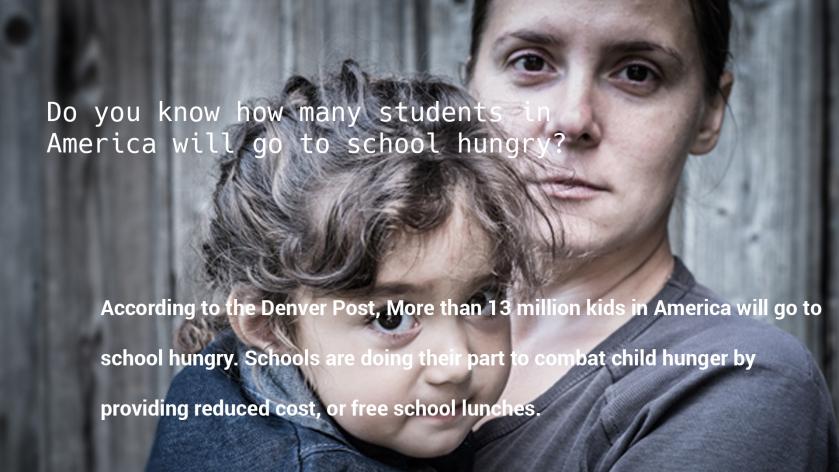 Do you know how many students in
America will go to school hungry?
According to the Denver Post, More than 13 million kids in America will go to
school hungry. Schools are doing their part to combat child hunger by
providing reduced cost, or free school lunches.